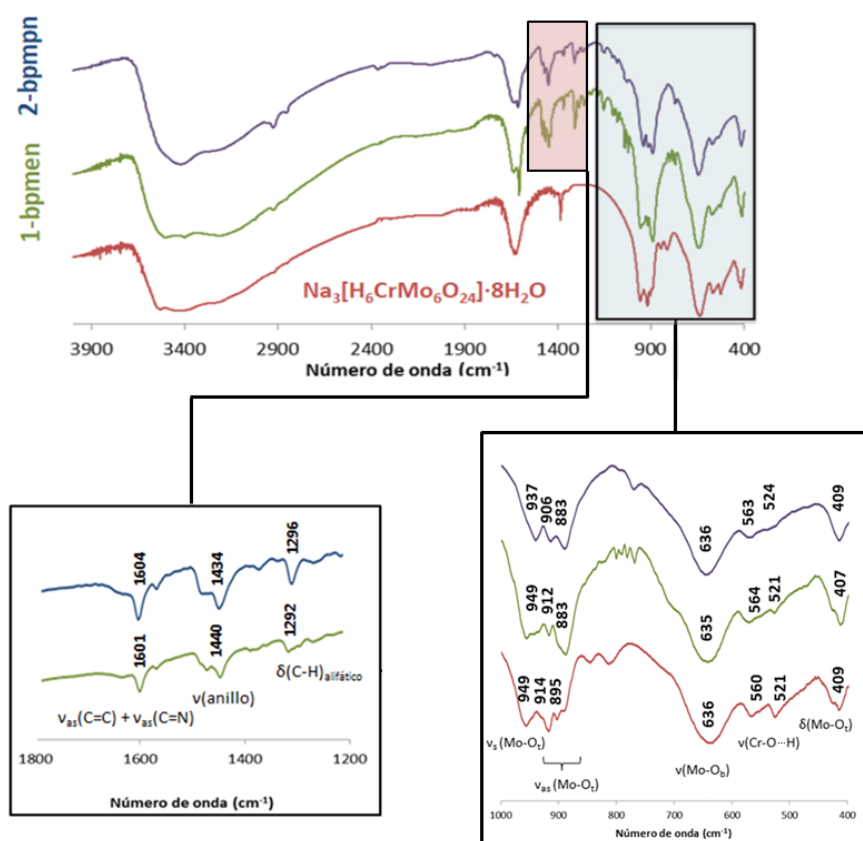 2-bpmpn
1-bpmen
Na₃[H₆CrMo₆O₂₄]·8H₂O
3900 3400 2900 2400 1900 1400 900 400
Número de onda (cm⁻¹)
1604 1434 1296
1601 1440 1292
δ(C-H)alifático
ν(anillo)
νas(C=C) + νas(C=N)
1800 1600 1400 1200
Número de onda (cm⁻¹)
937 906 883 636 563 524 409
949 912 883 635 564 521 407
949 914 895 636 560 521 409
νs(Mo-Ot) νas(Mo-Ot) ν(Mo-Ob) ν(Cr-O···H) δ(Mo-Ot)
1000 900 800 700 600 500 400
Número de onda (cm⁻¹)